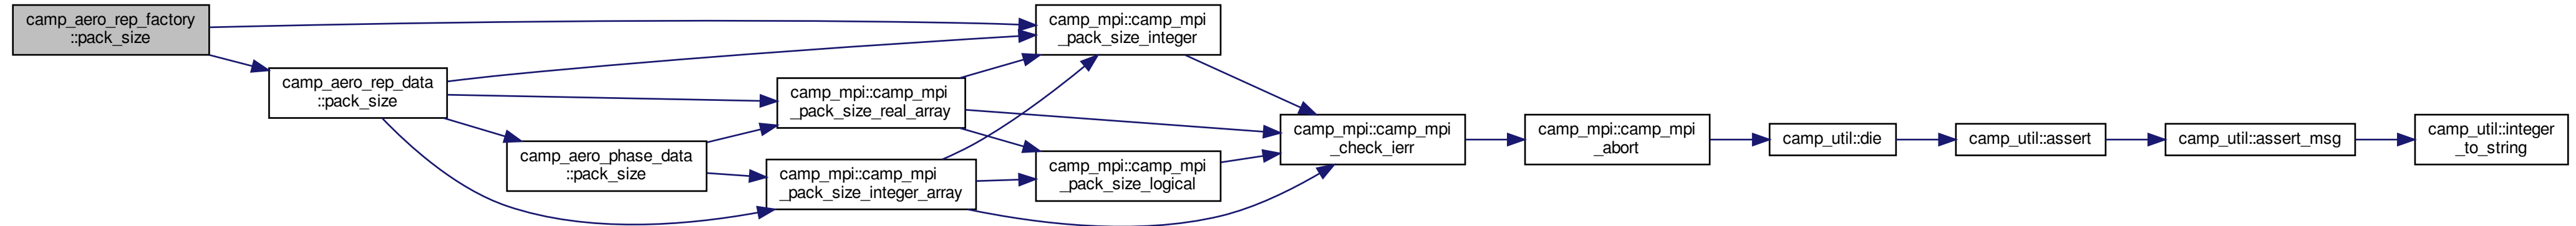 camp_aero_rep_factory
::pack_size
camp_aero_rep_data
::pack_size
camp_aero_phase_data
::pack_size
camp_mpi::camp_mpi
_pack_size_real_array
camp_mpi::camp_mpi
_pack_size_integer_array
camp_mpi::camp_mpi
_pack_size_integer
camp_mpi::camp_mpi
_pack_size_logical
camp_mpi::camp_mpi
_check_ierr
camp_mpi::camp_mpi
_abort
camp_util::die
camp_util::assert
camp_util::assert_msg
camp_util::integer
_to_string